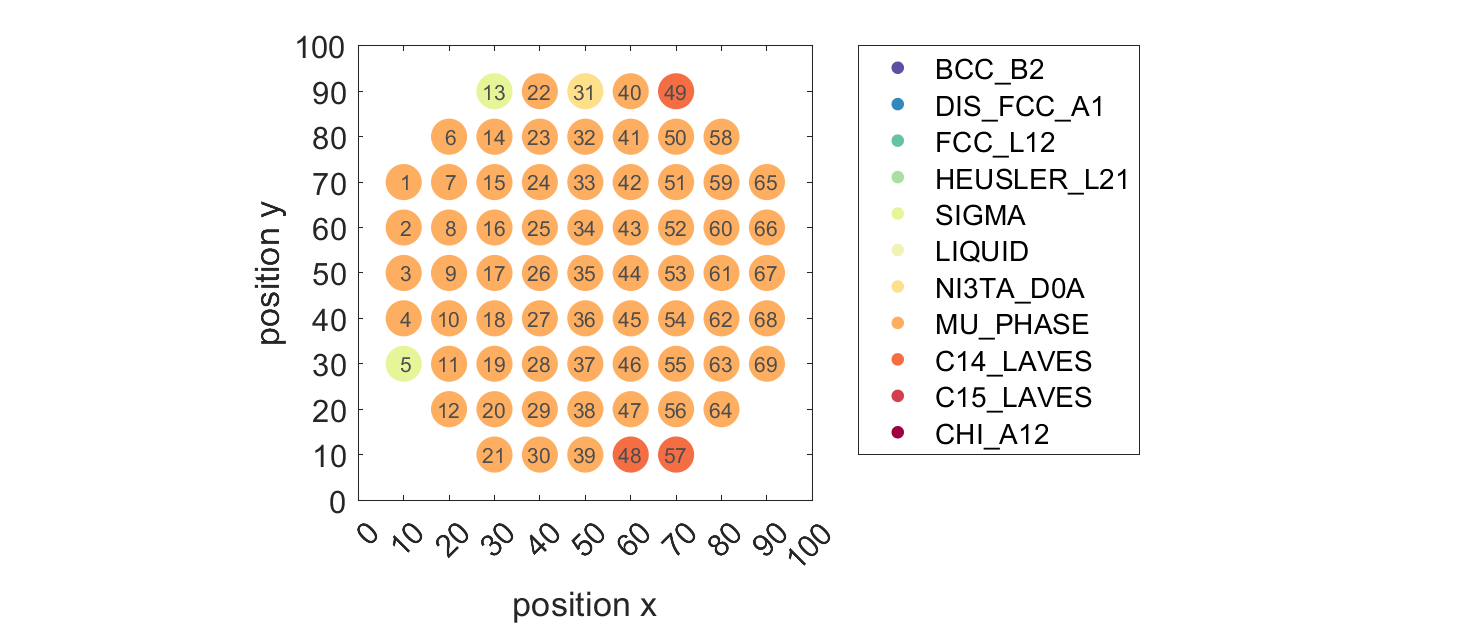 100
90
80
70
60
50
40
30
20
10
0
position y
13 22 31 40 49
6 14 23 32 41 50 58
1 7 15 24 33 42 51 59 65
2 8 16 25 34 43 52 60 66
3 9 17 26 35 44 53 61 67
4 10 18 27 36 45 54 62 68
5 11 19 28 37 46 55 63 69
12 20 29 38 47 56 64
21 30 39 48 57
0 10 20 30 40 50 60 70 80 90 100
position x
BCC_B2
DIS_FCC_A1
FCC_L12
HEUSLER_L21
SIGMA
LIQUID
NI3TA_D0A
MU_PHASE
C14_LAVES
C15_LAVES
CHI_A12